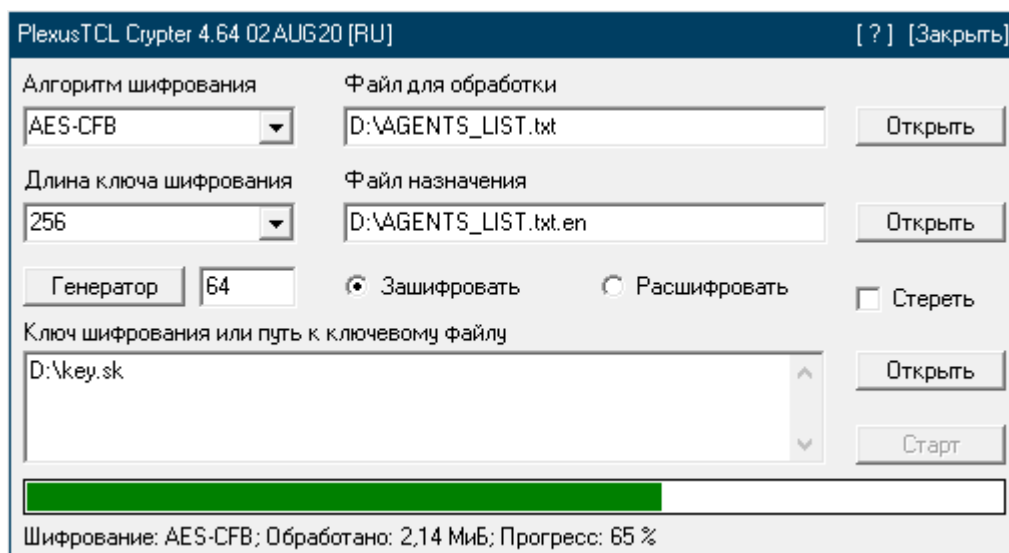 PlexusTCL Crypter 4.64 02AUG20 [RU] [ ? ] [Закрыть]
Алгоритм шифрования Файл для обработки
AES-CFB D:\AGENTS_LIST.txt Открыть
Длина ключа шифрования Файл назначения
256 D:\AGENTS_LIST.txt.en Открыть
Генератор 64 Зашифровать Расшифровать Стереть
Ключ шифрования или путь к ключевому файлу
D:\key.sk Открыть
Старт
Шифрование: AES-CFB; Обработано: 2,14 МиБ; Прогресс: 65 %